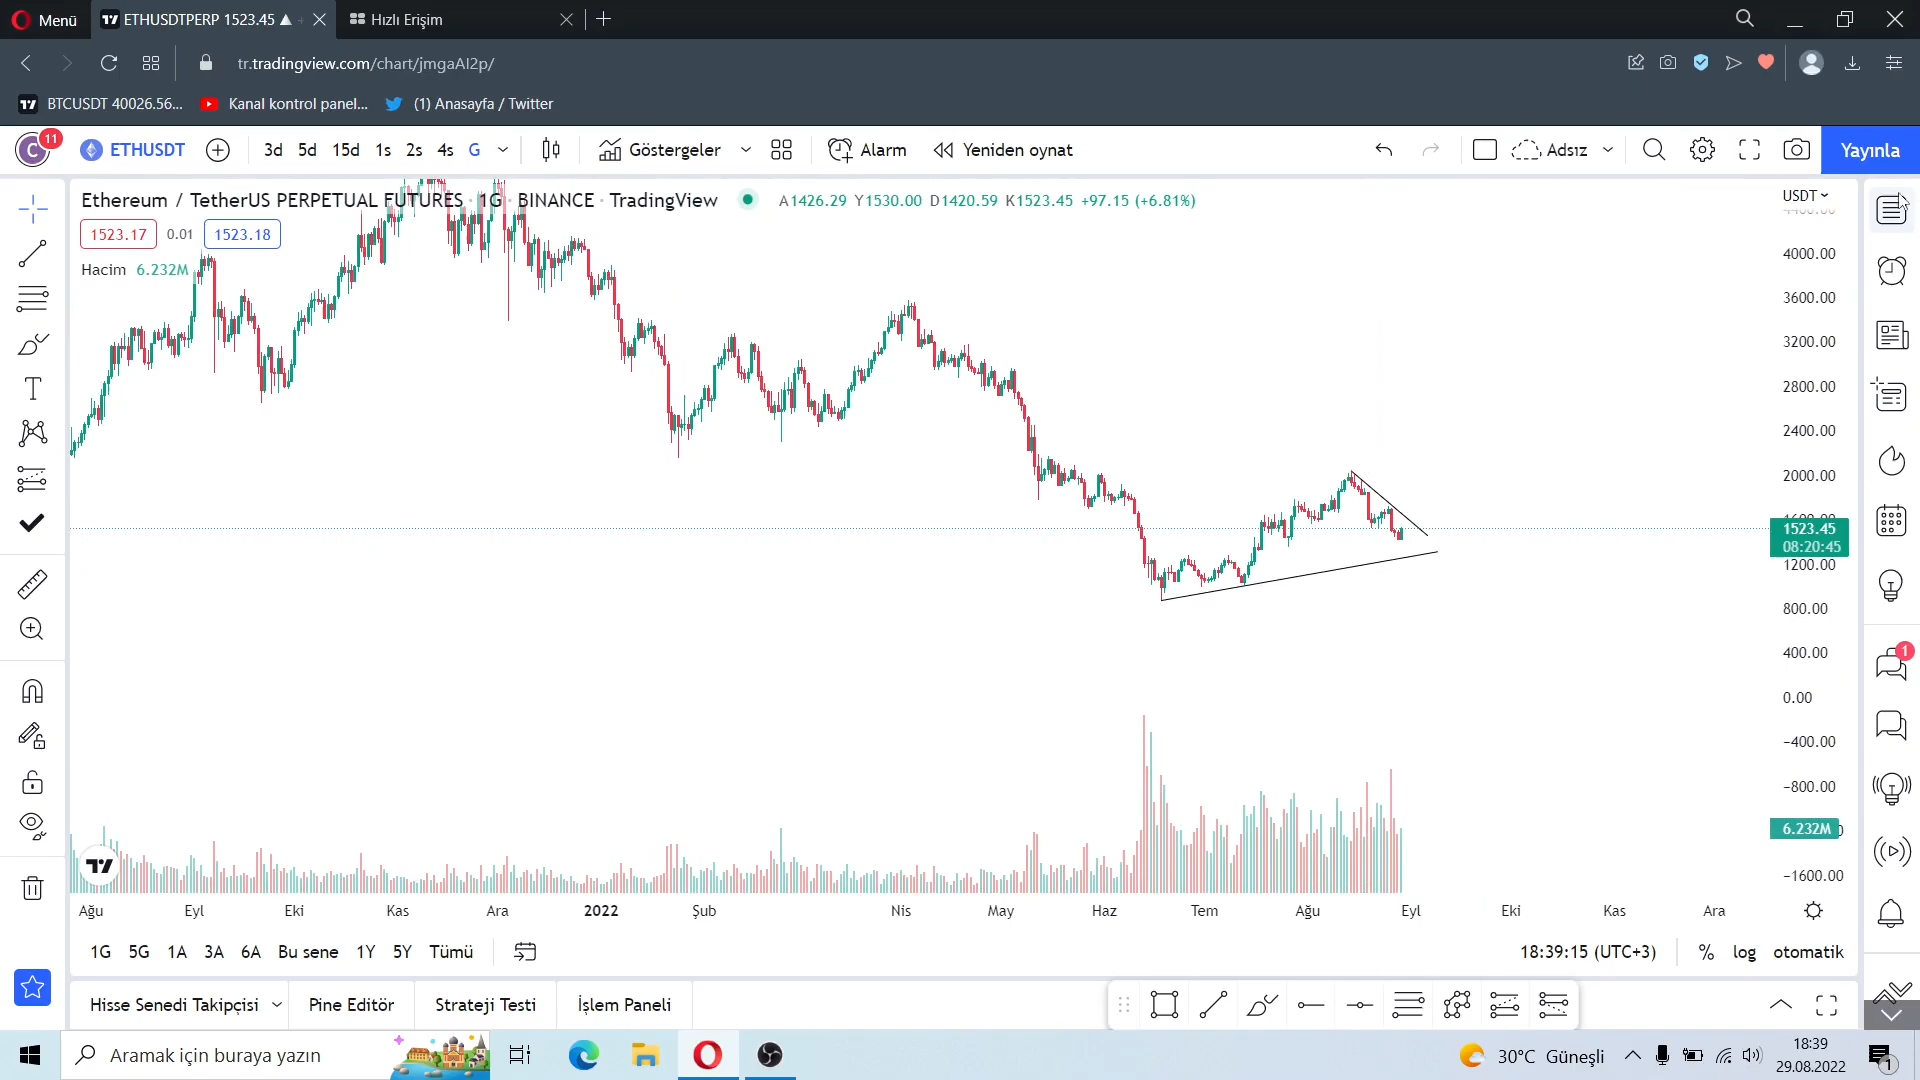 Menü
ETHUSDTPERP 1523.45 ▲
Hızlı Erişim
tr.tradingview.com/chart/jmgaAl2p/
BTCUSDT 40026.56...
Kanal kontrol panel...
(1) Anasayfa / Twitter
C 11
ETHUSDT
3d 5d 15d 1s 2s 4s G
Göstergeler
Alarm
Yeniden oynat
Adsız
Yayınla
Ethereum / TetherUS PERPETUAL FUTURES · 1G · BINANCE · TradingView
A1426.29 Y1530.00 D1420.59 K1523.45 +97.15 (+6.81%)
USDT
1523.17 0.01 1523.18
Hacim 6.232M
4000.00
3600.00
3200.00
2800.00
2400.00
2000.00
1523.45
08:20:45
1200.00
800.00
400.00
0.00
−400.00
−800.00
6.232M
−1600.00
1
Ağu Eyl Eki Kas Ara 2022 Şub Nis May Haz Tem Ağu Eyl Eki Kas Ara
1G 5G 1A 3A 6A Bu sene 1Y 5Y Tümü
18:39:15 (UTC+3) % log otomatik
Hisse Senedi Takipçisi
Pine Editör
Strateji Testi
İşlem Paneli
Aramak için buraya yazın
30°C Güneşli
18:39
29.08.2022
1